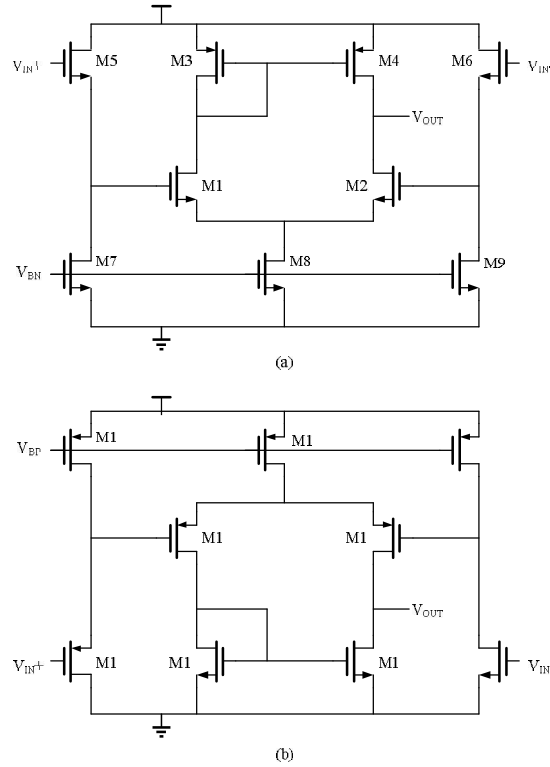 M5 M3 M4 M6
V_IN+ V_IN-
V_OUT
M1 M2
V_BN M7 M8 M9
(a)
M1 M1
V_BP
M1 M1
V_OUT
V_IN+ M1 M1 M1 V_IN
(b)